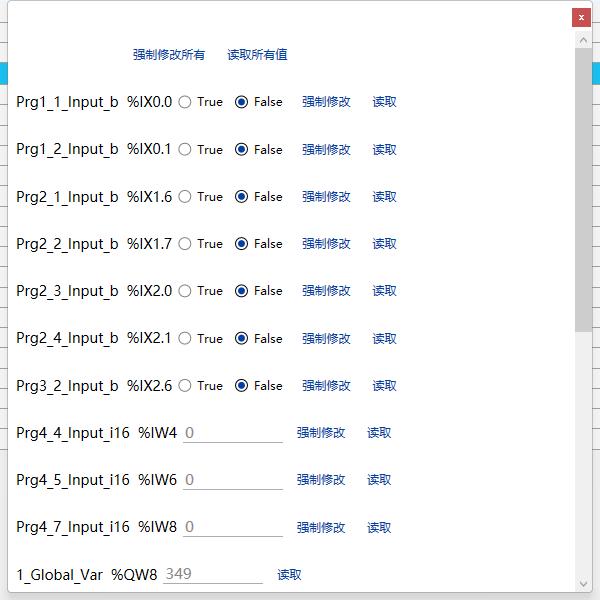 x
强制修改所有 读取所有值
Prg1_1_Input_b %IX0.0 True False 强制修改 读取
Prg1_2_Input_b %IX0.1 True False 强制修改 读取
Prg2_1_Input_b %IX1.6 True False 强制修改 读取
Prg2_2_Input_b %IX1.7 True False 强制修改 读取
Prg2_3_Input_b %IX2.0 True False 强制修改 读取
Prg2_4_Input_b %IX2.1 True False 强制修改 读取
Prg3_2_Input_b %IX2.6 True False 强制修改 读取
Prg4_4_Input_i16 %IW4 0 强制修改 读取
Prg4_5_Input_i16 %IW6 0 强制修改 读取
Prg4_7_Input_i16 %IW8 0 强制修改 读取
1_Global_Var %QW8 349 读取